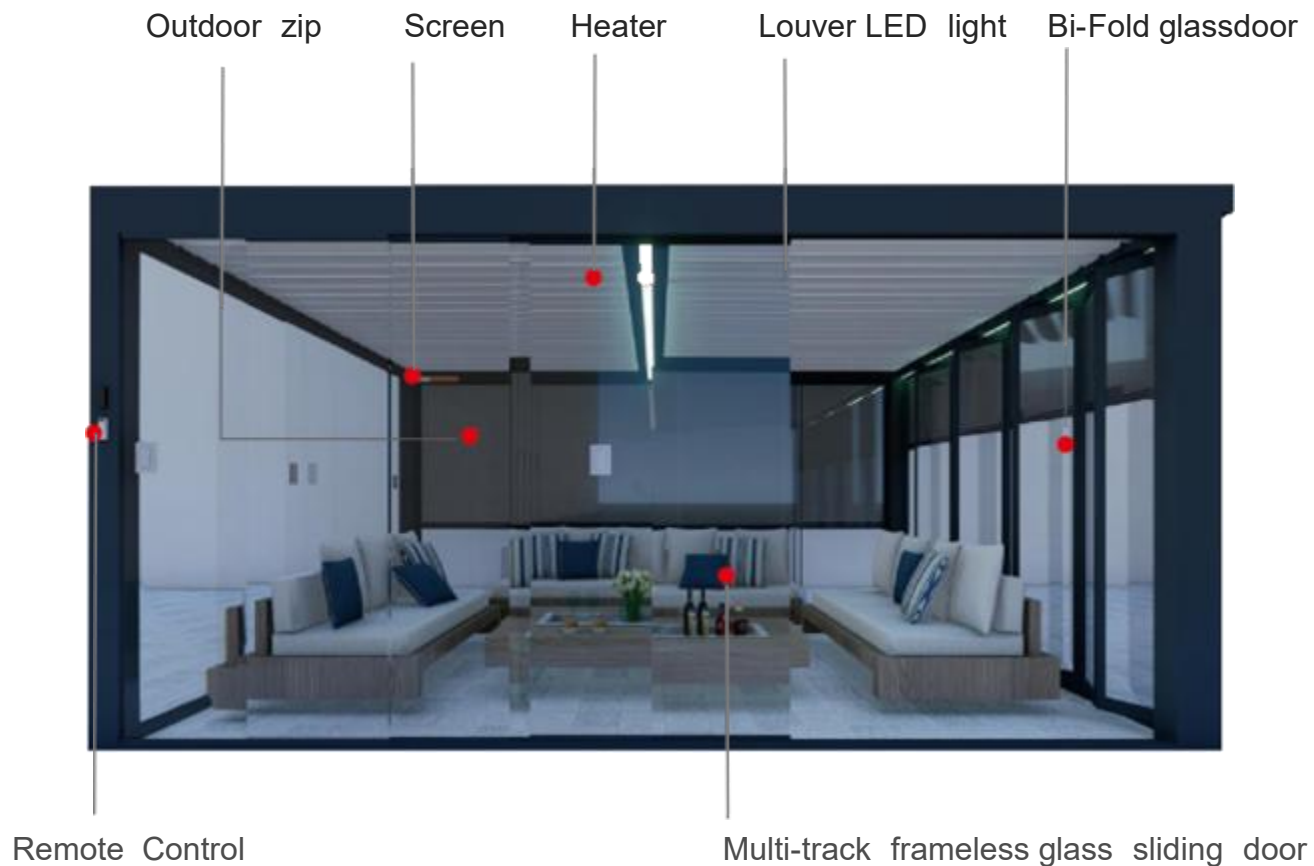 Outdoor zip Screen Heater Louver LED light Bi-Fold glassdoor
Remote Control Multi-track frameless glass sliding door